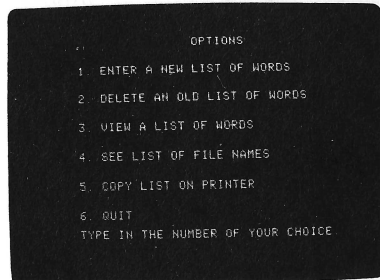 OPTIONS
1. ENTER A NEW LIST OF WORDS
2. DELETE AN OLD LIST OF WORDS
3. VIEW A LIST OF WORDS
4. SEE LIST OF FILE NAMES
5. COPY LIST ON PRINTER
6. QUIT
TYPE IN THE NUMBER OF YOUR CHOICE.